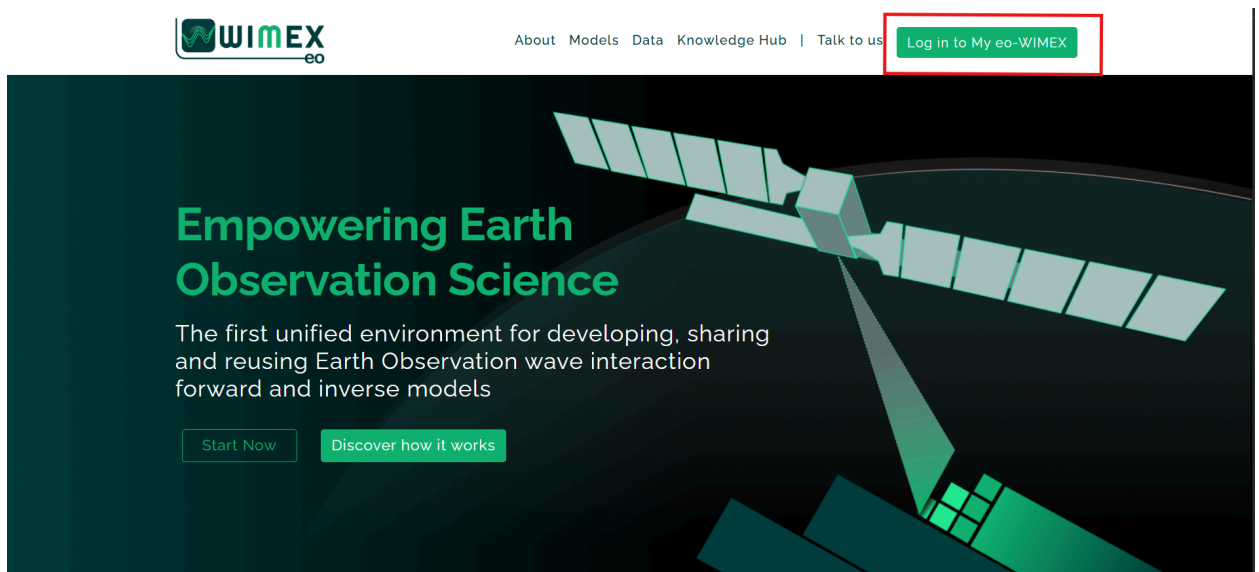 WIMEX
eo
About Models Data Knowledge Hub | Talk to us Log in to My eo-WIMEX
Empowering Earth
Observation Science
The first unified environment for developing, sharing
and reusing Earth Observation wave interaction
forward and inverse models
Start Now Discover how it works